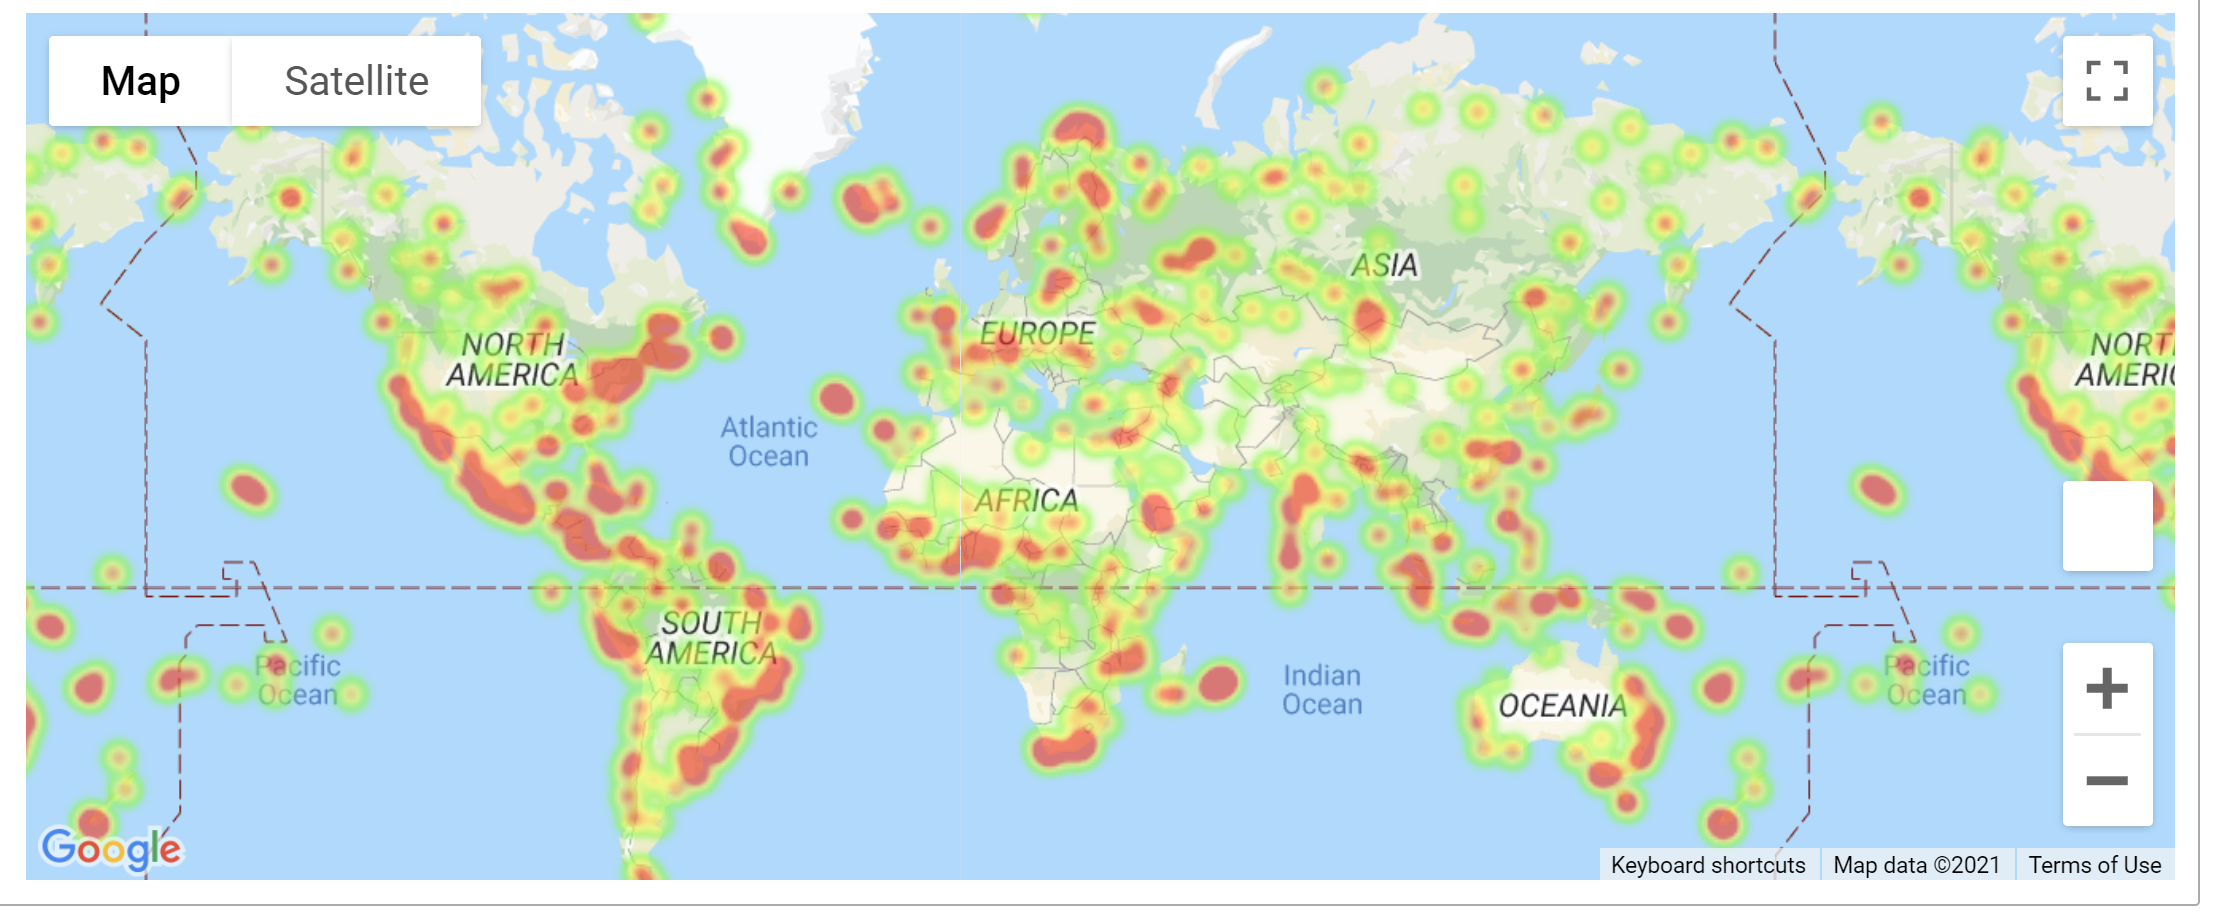 Map
Satellite
ASIA
EUROPE
NORTH
AMERICA
NORT
AMERIC
Atlantic
Ocean
AFRICA
SOUTH
AMERICA
Pacific
Ocean
Indian
Ocean
OCEANIA
Pacific
Ocean
Google
Keyboard shortcuts
Map data ©2021
Terms of Use